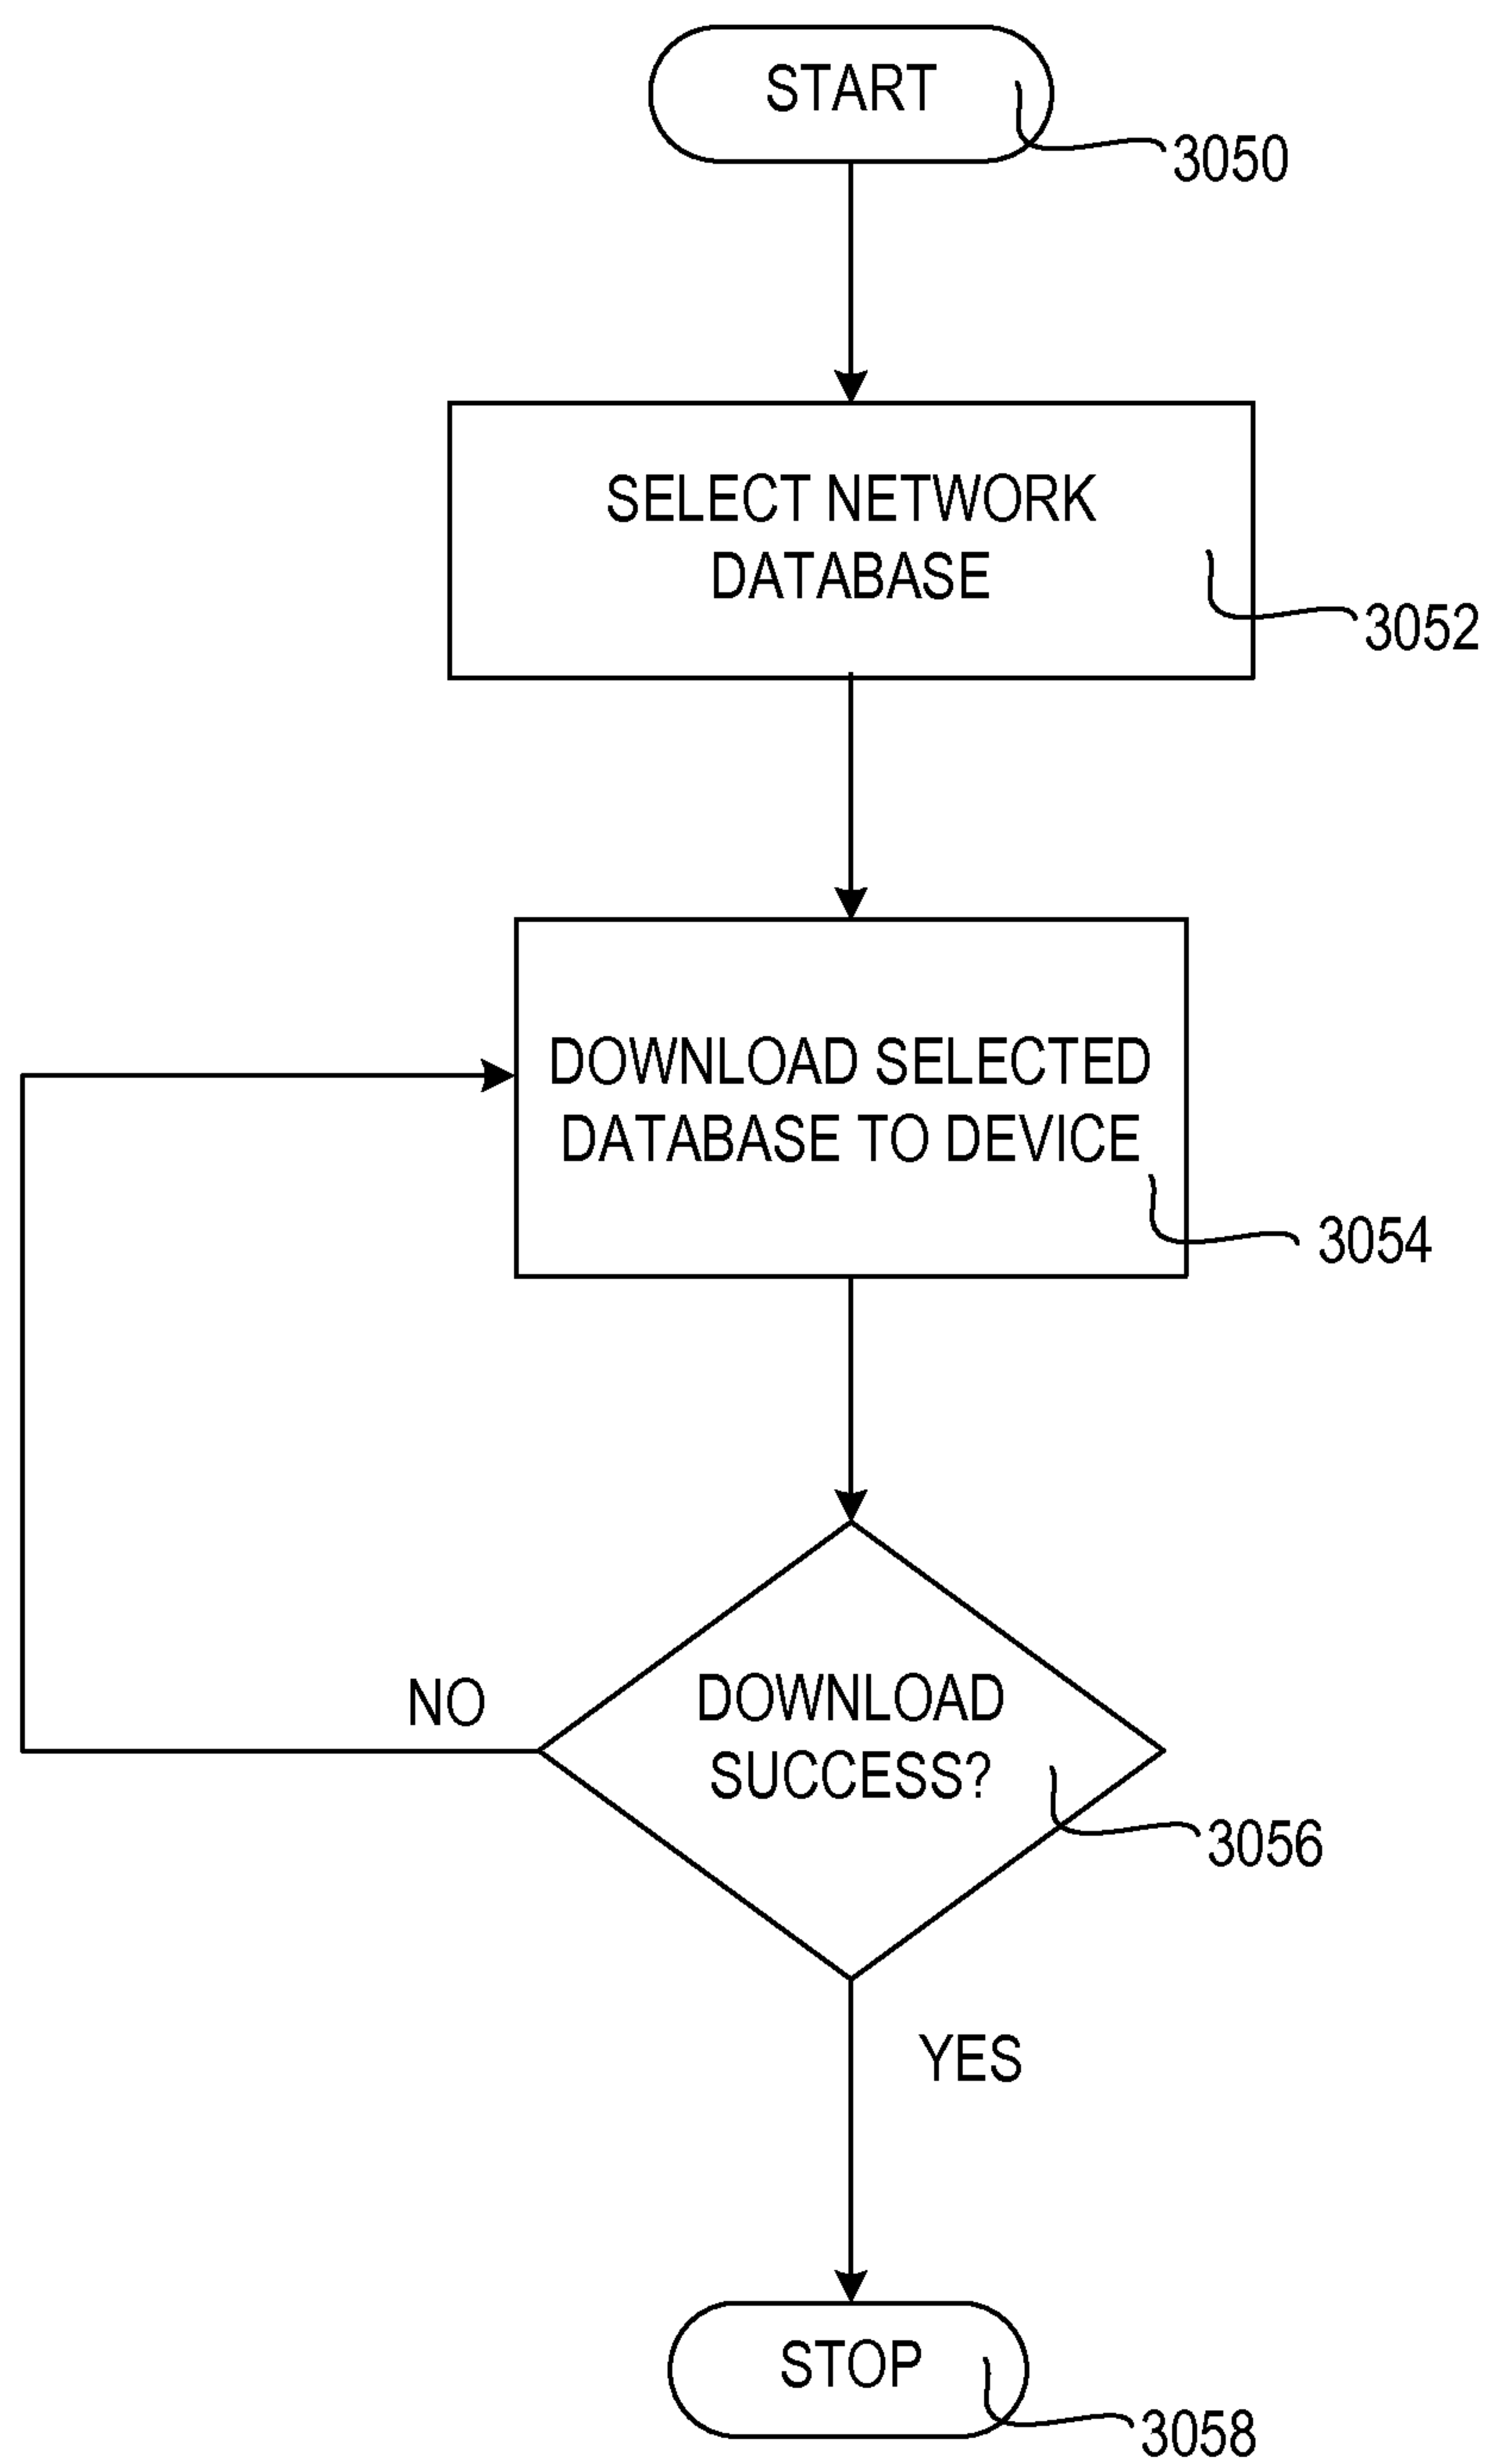 START
3050
SELECT NETWORK
DATABASE
3052
DOWNLOAD SELECTED
DATABASE TO DEVICE
3054
DOWNLOAD
SUCCESS?
NO
3056
YES
STOP
3058